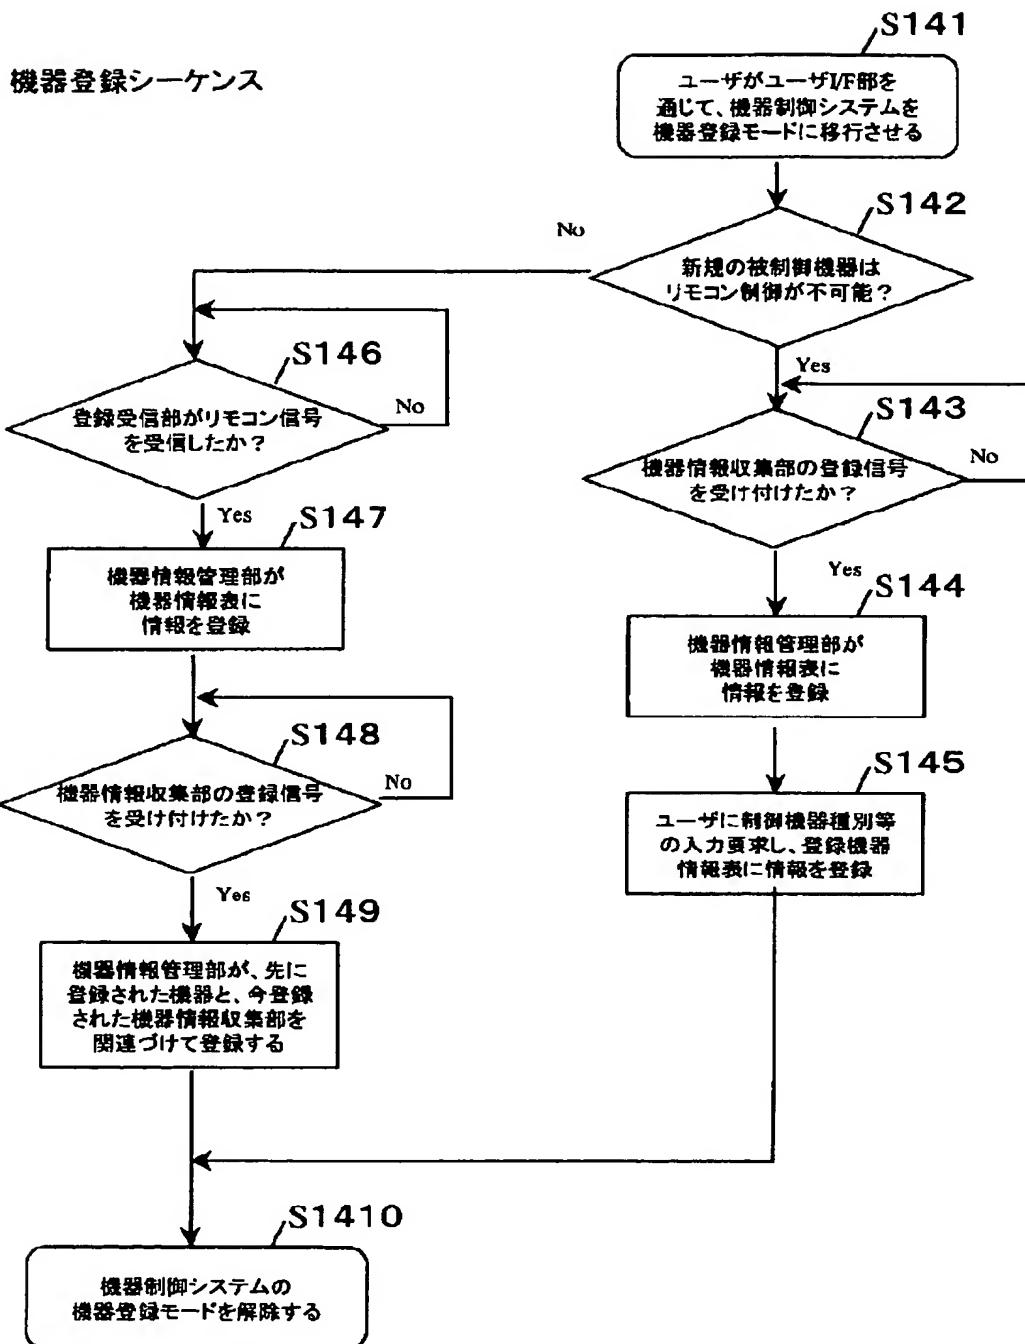 機器登録シーケンス
S141
ユーザがユーザI/F部を
通じて、機器制御システムを
機器登録モードに移行させる
S142
新規の被制御機器は
リモコン制御が不可能？
No
Yes
S146
登録受信部がリモコン信号
を受信したか？
No
Yes
S143
機器情報収集部の登録信号
を受け付けたか？
No
Yes
S147
機器情報管理部が
機器情報表に
情報を登録
S144
機器情報管理部が
機器情報表に
情報を登録
S148
機器情報収集部の登録信号
を受け付けたか？
No
Yes
S145
ユーザに制御機器種別等
の入力要求し、登録機器
情報表に情報を登録
S149
機器情報管理部が、先に
登録された機器と、今登録
された機器情報収集部を
関連づけて登録する
S1410
機器制御システムの
機器登録モードを解除する